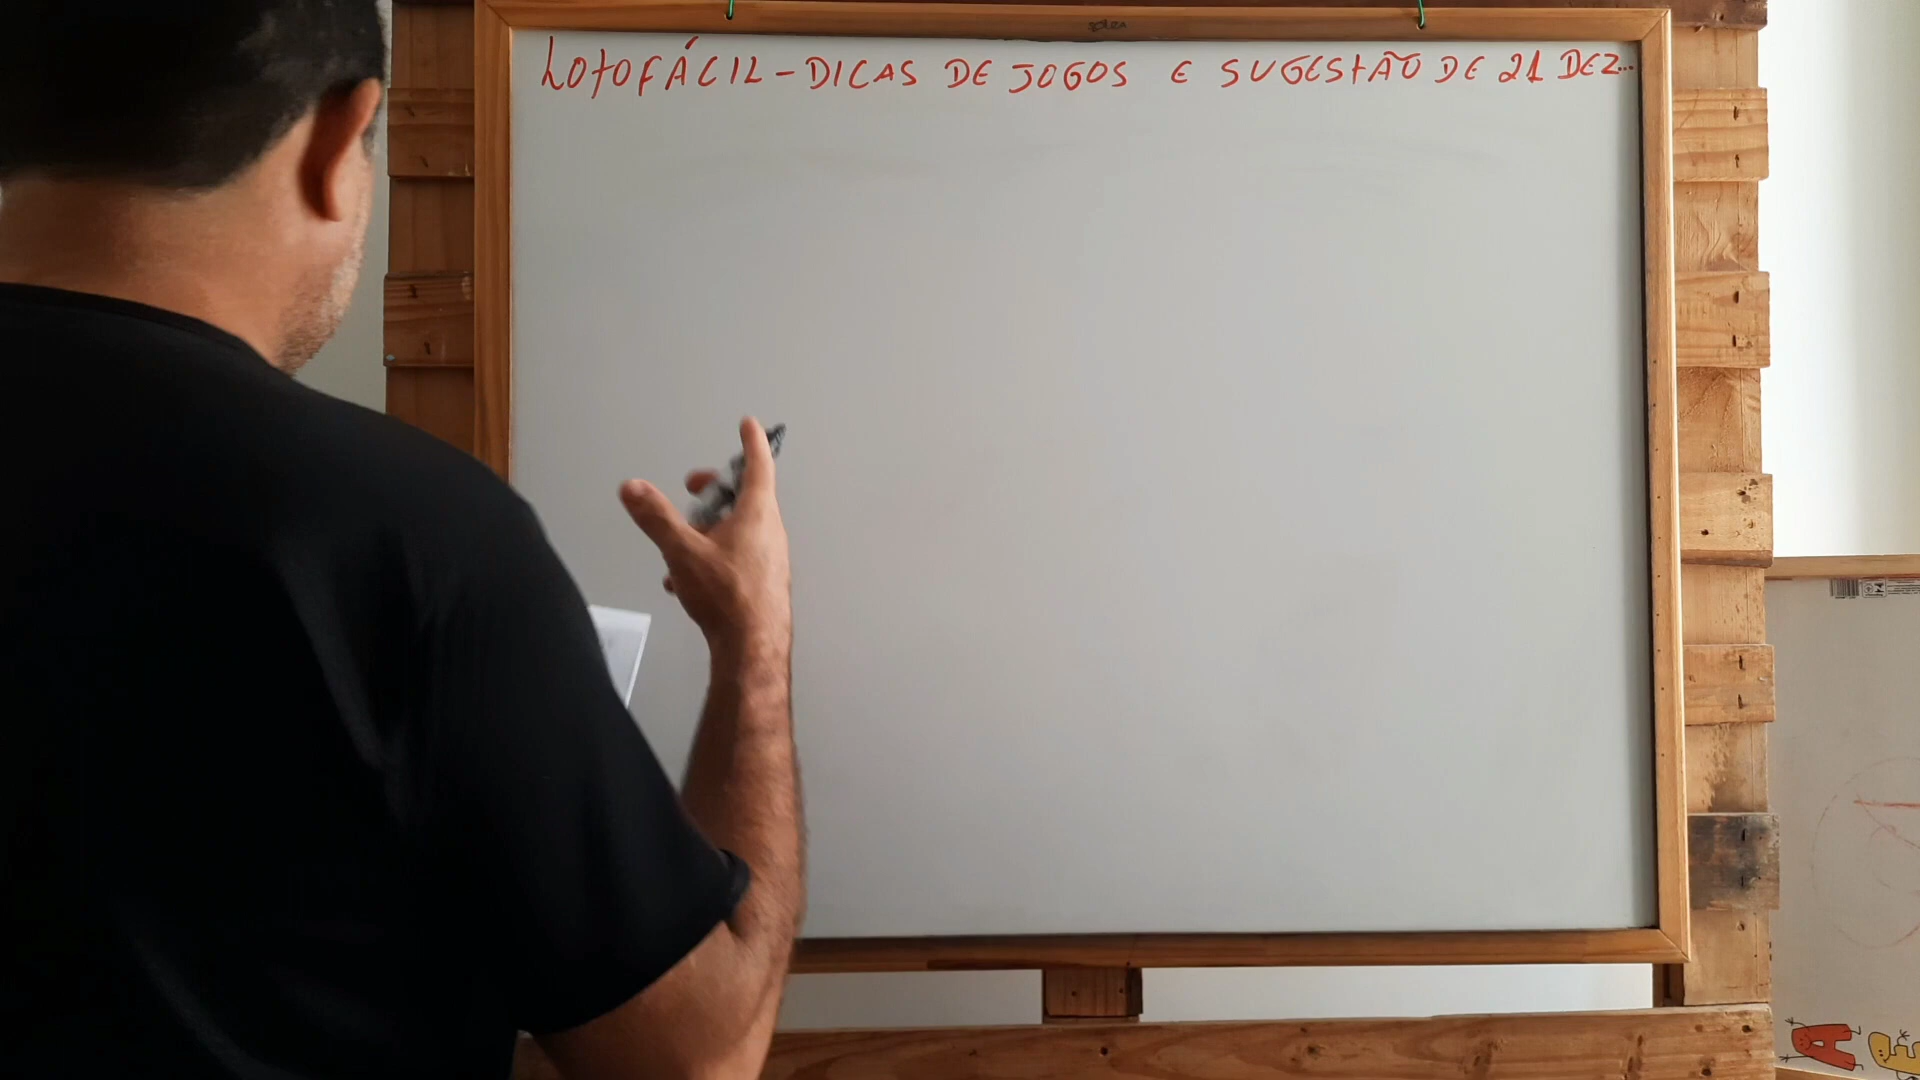 LOTOFÁCIL - DICAS DE JOGOS E SUGESTÃO DE 21 DEZ...
A E